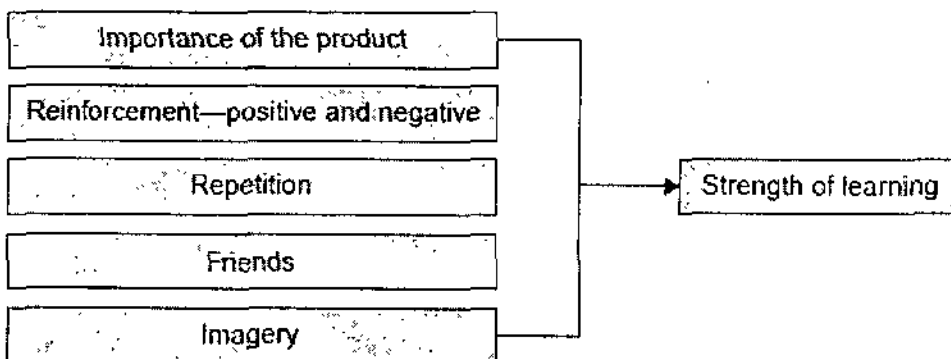 Importance of the product
Reinforcement—positive and negative
Repetition
Strength of learning
Friends
Imagery